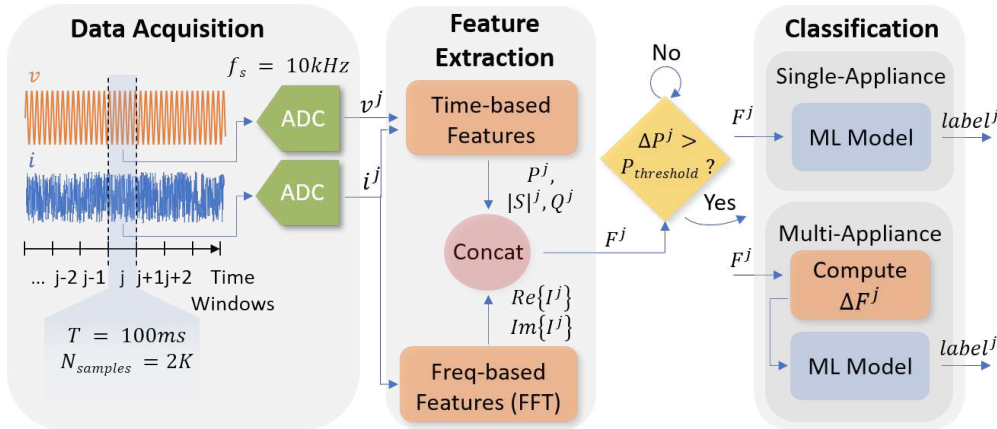 Data Acquisition
v
i
f_s = 10kHz
ADC
ADC
v^j
i^j
... j-2 j-1 j j+1 j+2 Time
Windows
T = 100ms
N_samples = 2K
Feature
Extraction
Time-based
Features
P^j,
|S|^j, Q^j
Concat
F^j
Re{I^j}
Im{I^j}
Freq-based
Features (FFT)
No
ΔP^j >
P_threshold ?
Yes
Classification
Single-Appliance
F^j
ML Model
label^j
Multi-Appliance
F^j
Compute
ΔF^j
ML Model
label^j